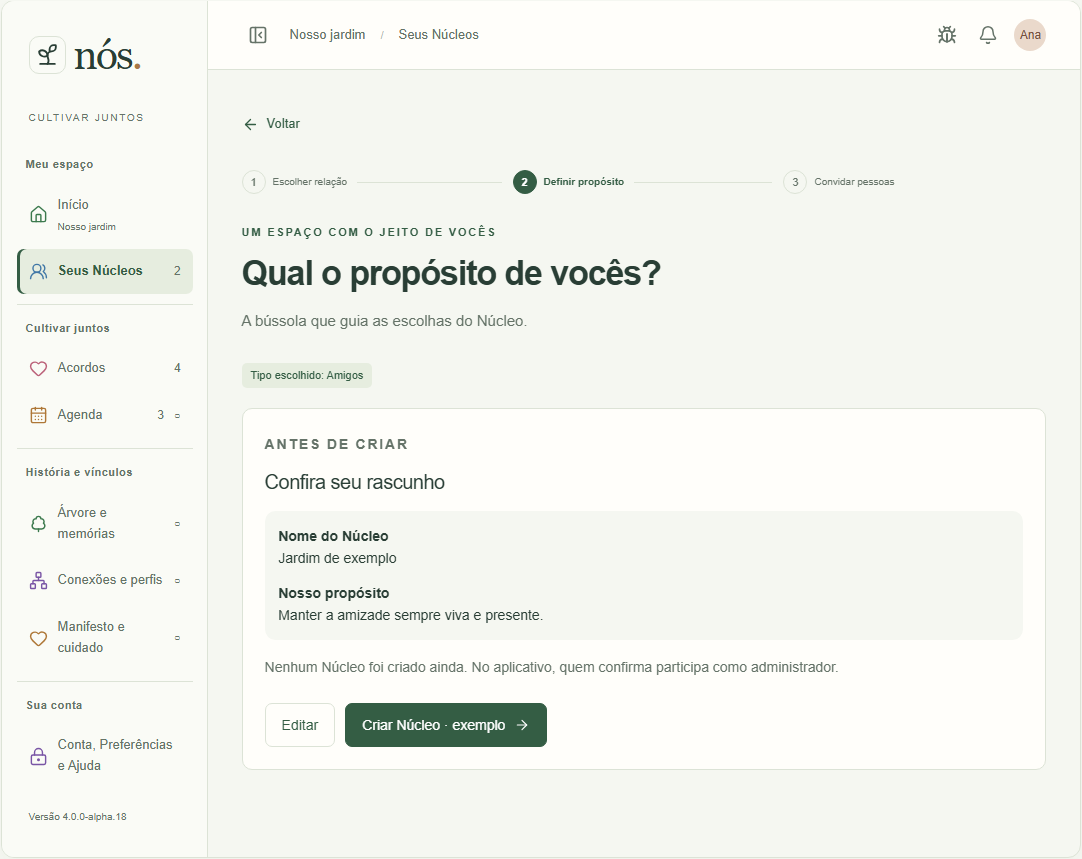 nós.
CULTIVAR JUNTOS
Meu espaço
Início
Nosso jardim
Seus Núcleos 2
Cultivar juntos
Acordos 4
Agenda 3
História e vínculos
Árvore e
memórias
Conexões e perfis
Manifesto e
cuidado
Sua conta
Conta, Preferências
e Ajuda
Versão 4.0.0-alpha.18
Nosso jardim / Seus Núcleos
Ana
Voltar
1 Escolher relação
2 Definir propósito
3 Convidar pessoas
UM ESPAÇO COM O JEITO DE VOCÊS
Qual o propósito de vocês?
A bússola que guia as escolhas do Núcleo.
Tipo escolhido: Amigos
ANTES DE CRIAR
Confira seu rascunho
Nome do Núcleo
Jardim de exemplo
Nosso propósito
Manter a amizade sempre viva e presente.
Nenhum Núcleo foi criado ainda. No aplicativo, quem confirma participa como administrador.
Editar
Criar Núcleo · exemplo